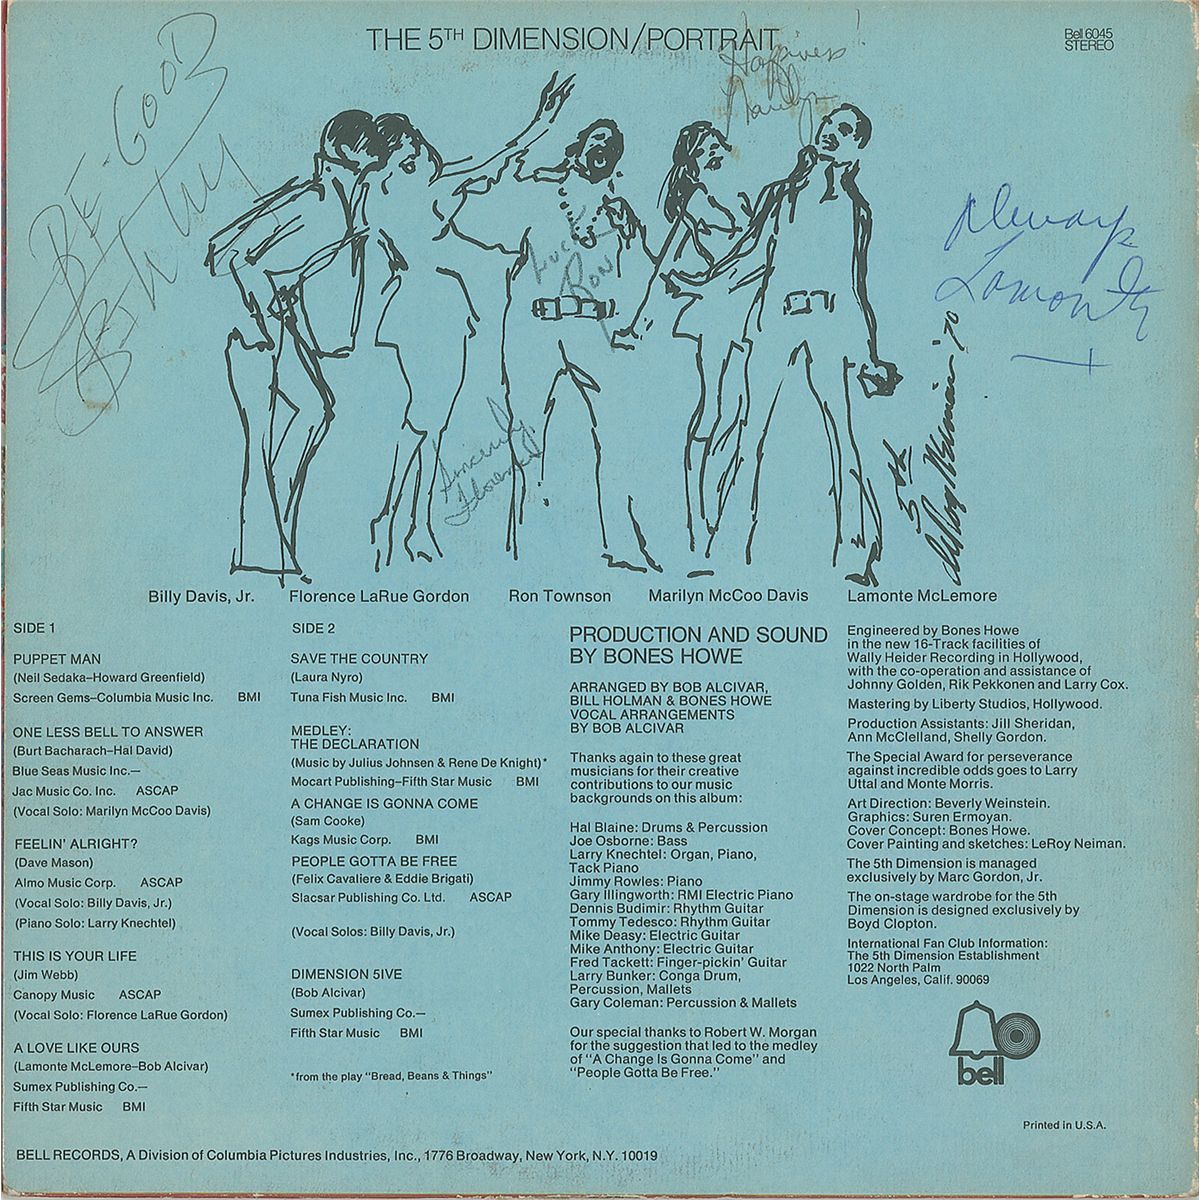 THE 5TH DIMENSION/PORTRAIT
Bell 6045
STEREO
BE-GOOD
Happiness!
Marilyn
Luck
Ron
Always
Lamonte
Sincerely,
Florence
5th
LeRoy Neiman '70
Billy Davis, Jr.
Florence LaRue Gordon
Ron Townson
Marilyn McCoo Davis
Lamonte McLemore
SIDE 1
PUPPET MAN
(Neil Sedaka–Howard Greenfield)
Screen Gems–Columbia Music Inc. BMI
ONE LESS BELL TO ANSWER
(Burt Bacharach–Hal David)
Blue Seas Music Inc.—
Jac Music Co. Inc. ASCAP
(Vocal Solo: Marilyn McCoo Davis)
FEELIN' ALRIGHT?
(Dave Mason)
Almo Music Corp. ASCAP
(Vocal Solo: Billy Davis, Jr.)
(Piano Solo: Larry Knechtel)
THIS IS YOUR LIFE
(Jim Webb)
Canopy Music ASCAP
(Vocal Solo: Florence LaRue Gordon)
A LOVE LIKE OURS
(Lamonte McLemore–Bob Alcivar)
Sumex Publishing Co.—
Fifth Star Music BMI
SIDE 2
SAVE THE COUNTRY
(Laura Nyro)
Tuna Fish Music Inc. BMI
MEDLEY:
THE DECLARATION
(Music by Julius Johnsen & Rene De Knight)*
Mocart Publishing–Fifth Star Music BMI
A CHANGE IS GONNA COME
(Sam Cooke)
Kags Music Corp. BMI
PEOPLE GOTTA BE FREE
(Felix Cavaliere & Eddie Brigati)
Slacsar Publishing Co. Ltd. ASCAP
(Vocal Solos: Billy Davis, Jr.)
DIMENSION 5IVE
(Bob Alcivar)
Sumex Publishing Co.—
Fifth Star Music BMI
*from the play "Bread, Beans & Things"
PRODUCTION AND SOUND
BY BONES HOWE
ARRANGED BY BOB ALCIVAR,
BILL HOLMAN & BONES HOWE
VOCAL ARRANGEMENTS
BY BOB ALCIVAR
Thanks again to these great
musicians for their creative
contributions to our music
backgrounds on this album:
Hal Blaine: Drums & Percussion
Joe Osborne: Bass
Larry Knechtel: Organ, Piano,
Tack Piano
Jimmy Rowles: Piano
Gary Illingworth: RMI Electric Piano
Dennis Budimir: Rhythm Guitar
Tommy Tedesco: Rhythm Guitar
Mike Deasy: Electric Guitar
Mike Anthony: Electric Guitar
Fred Tackett: Finger-pickin' Guitar
Larry Bunker: Conga Drum,
Percussion, Mallets
Gary Coleman: Percussion & Mallets
Our special thanks to Robert W. Morgan
for the suggestion that led to the medley
of "A Change Is Gonna Come" and
"People Gotta Be Free."
Engineered by Bones Howe
in the new 16-Track facilities of
Wally Heider Recording in Hollywood,
with the co-operation and assistance of
Johnny Golden, Rik Pekkonen and Larry Cox.
Mastering by Liberty Studios, Hollywood.
Production Assistants: Jill Sheridan,
Ann McClelland, Shelly Gordon.
The Special Award for perseverance
against incredible odds goes to Larry
Uttal and Monte Morris.
Art Direction: Beverly Weinstein.
Graphics: Suren Ermoyan.
Cover Concept: Bones Howe.
Cover Painting and sketches: LeRoy Neiman.
The 5th Dimension is managed
exclusively by Marc Gordon, Jr.
The on-stage wardrobe for the 5th
Dimension is designed exclusively by
Boyd Clopton.
International Fan Club Information:
The 5th Dimension Establishment
1022 North Palm
Los Angeles, Calif. 90069
bell
Printed in U.S.A.
BELL RECORDS, A Division of Columbia Pictures Industries, Inc., 1776 Broadway, New York, N.Y. 10019